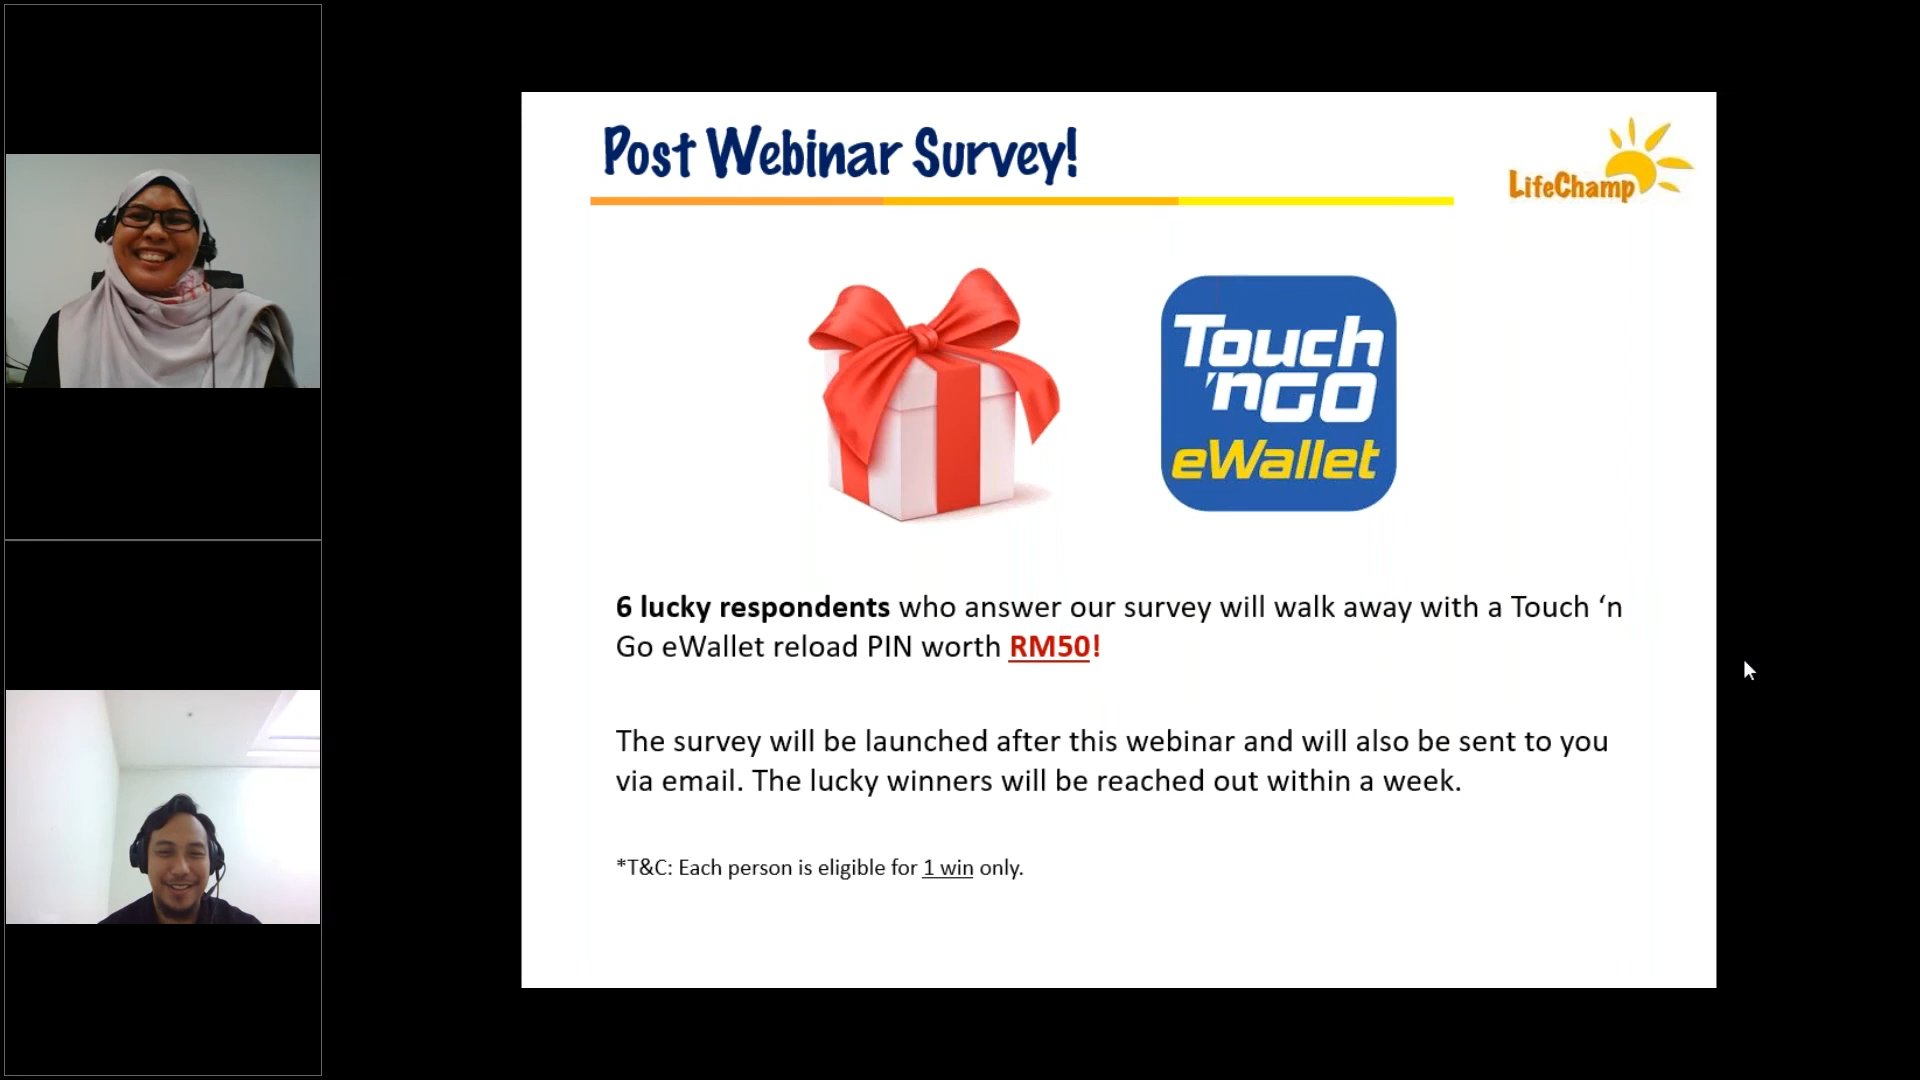 Post Webinar Survey!
LifeChamp
Touch
'nGO
eWallet
6 lucky respondents who answer our survey will walk away with a Touch ‘n
Go eWallet reload PIN worth RM50!
The survey will be launched after this webinar and will also be sent to you
via email. The lucky winners will be reached out within a week.
*T&C: Each person is eligible for 1 win only.